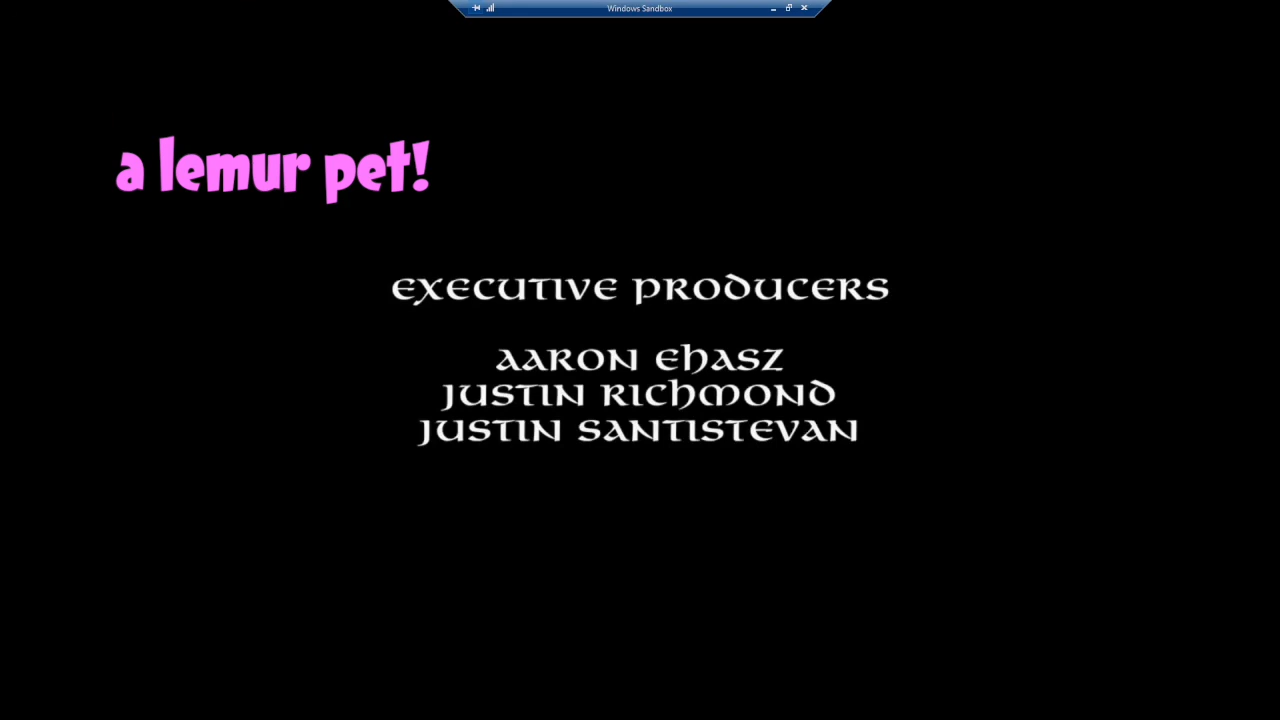 Windows Sandbox
a lemur pet!
EXECUTIVE PRODUCERS
AARON EHASZ
JUSTIN RICHMOND
JUSTIN SANTISTEVAN